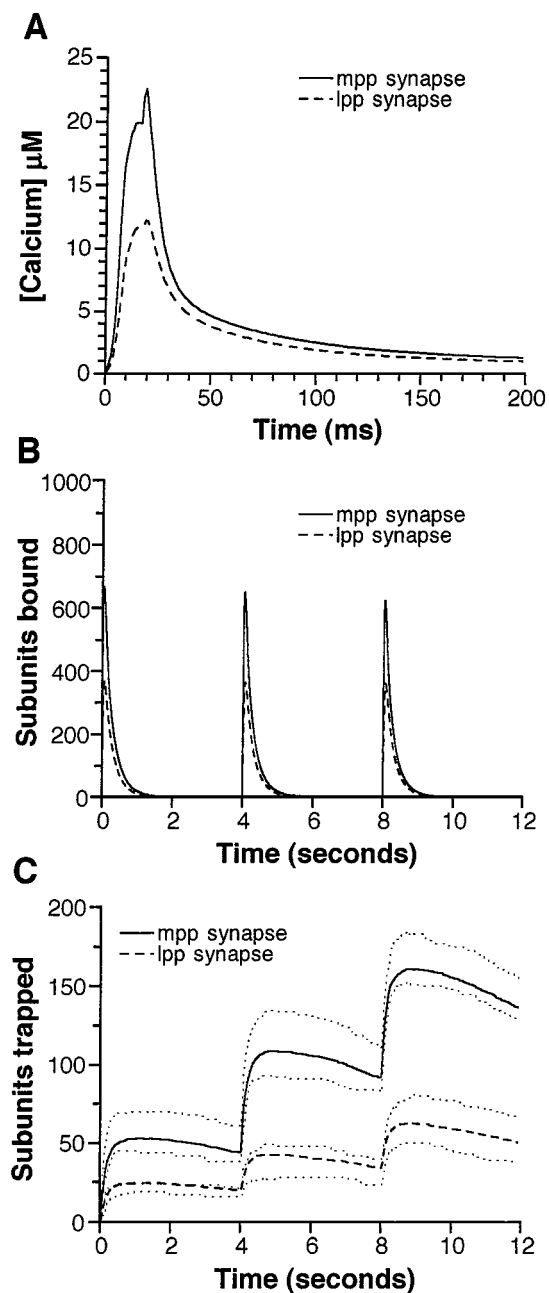 A
25
20
15
10
5
0
[Calcium] µM
mpp synapse
lpp synapse
0 50 100 150 200
Time (ms)
B
1000
800
600
400
200
0
Subunits bound
mpp synapse
lpp synapse
0 2 4 6 8 10 12
Time (seconds)
C
200
150
100
50
0
Subunits trapped
mpp synapse
lpp synapse
0 2 4 6 8 10 12
Time (seconds)